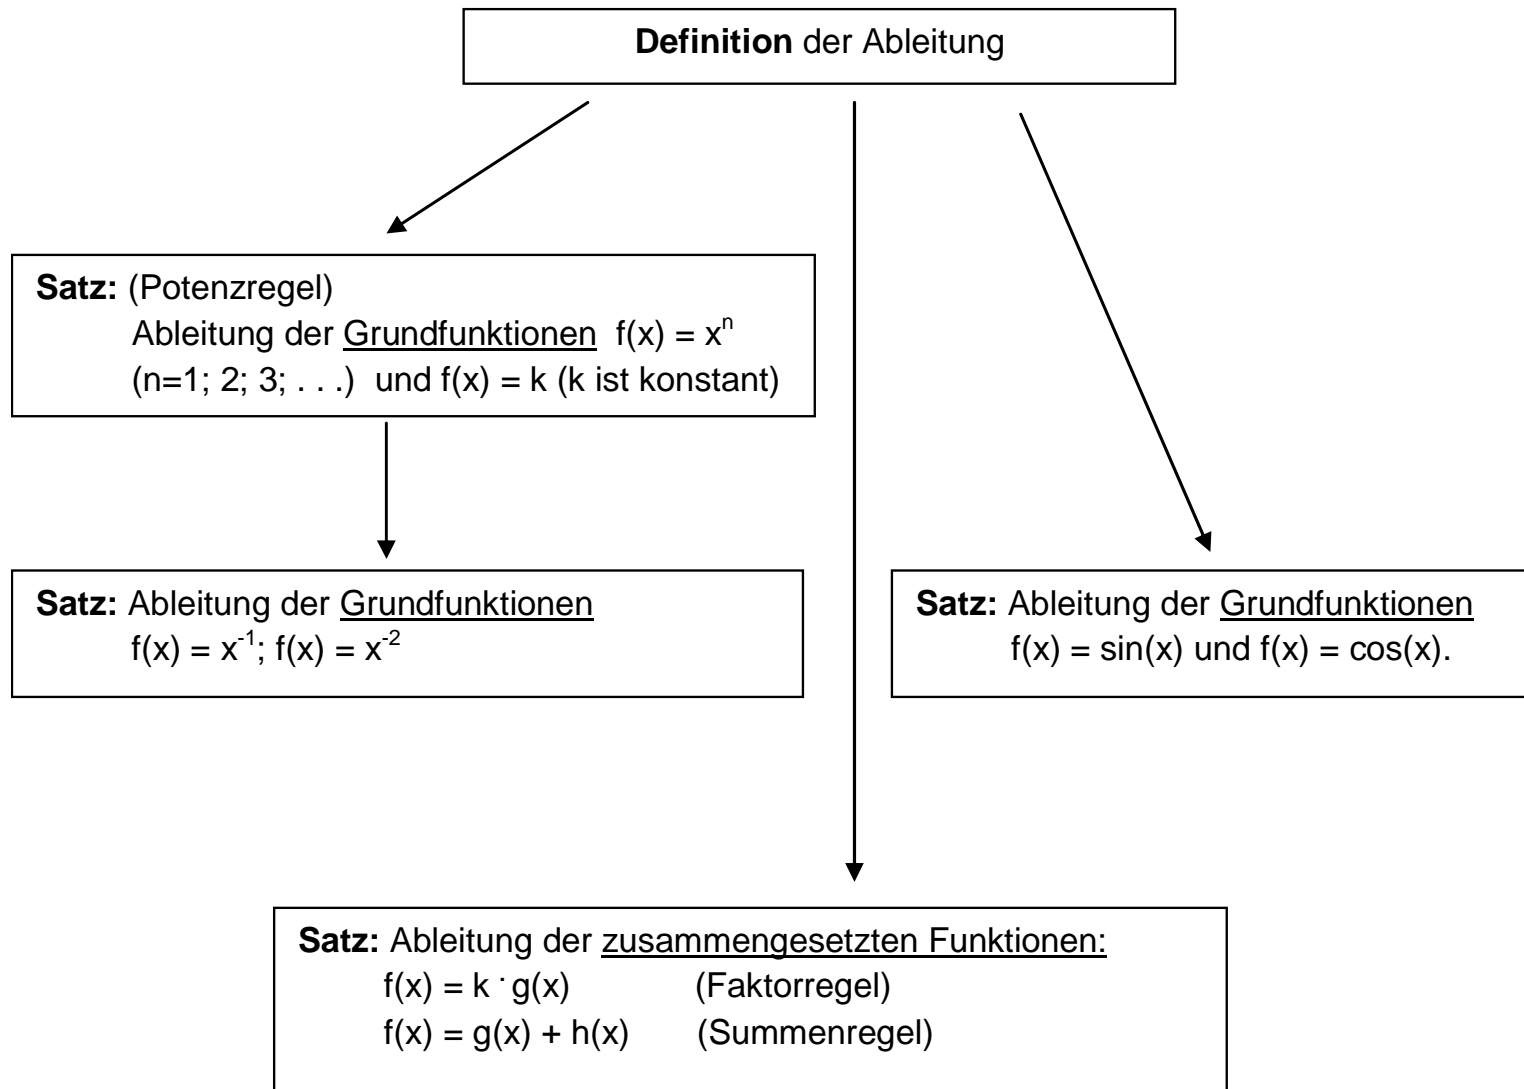 Definition der Ableitung
Satz: (Potenzregel)
Ableitung der Grundfunktionen f(x) = xⁿ
(n=1; 2; 3; . . .) und f(x) = k (k ist konstant)
Satz: Ableitung der Grundfunktionen
f(x) = x⁻¹; f(x) = x⁻²
Satz: Ableitung der Grundfunktionen
f(x) = sin(x) und f(x) = cos(x).
Satz: Ableitung der zusammengesetzten Funktionen:
f(x) = k · g(x) (Faktorregel)
f(x) = g(x) + h(x) (Summenregel)